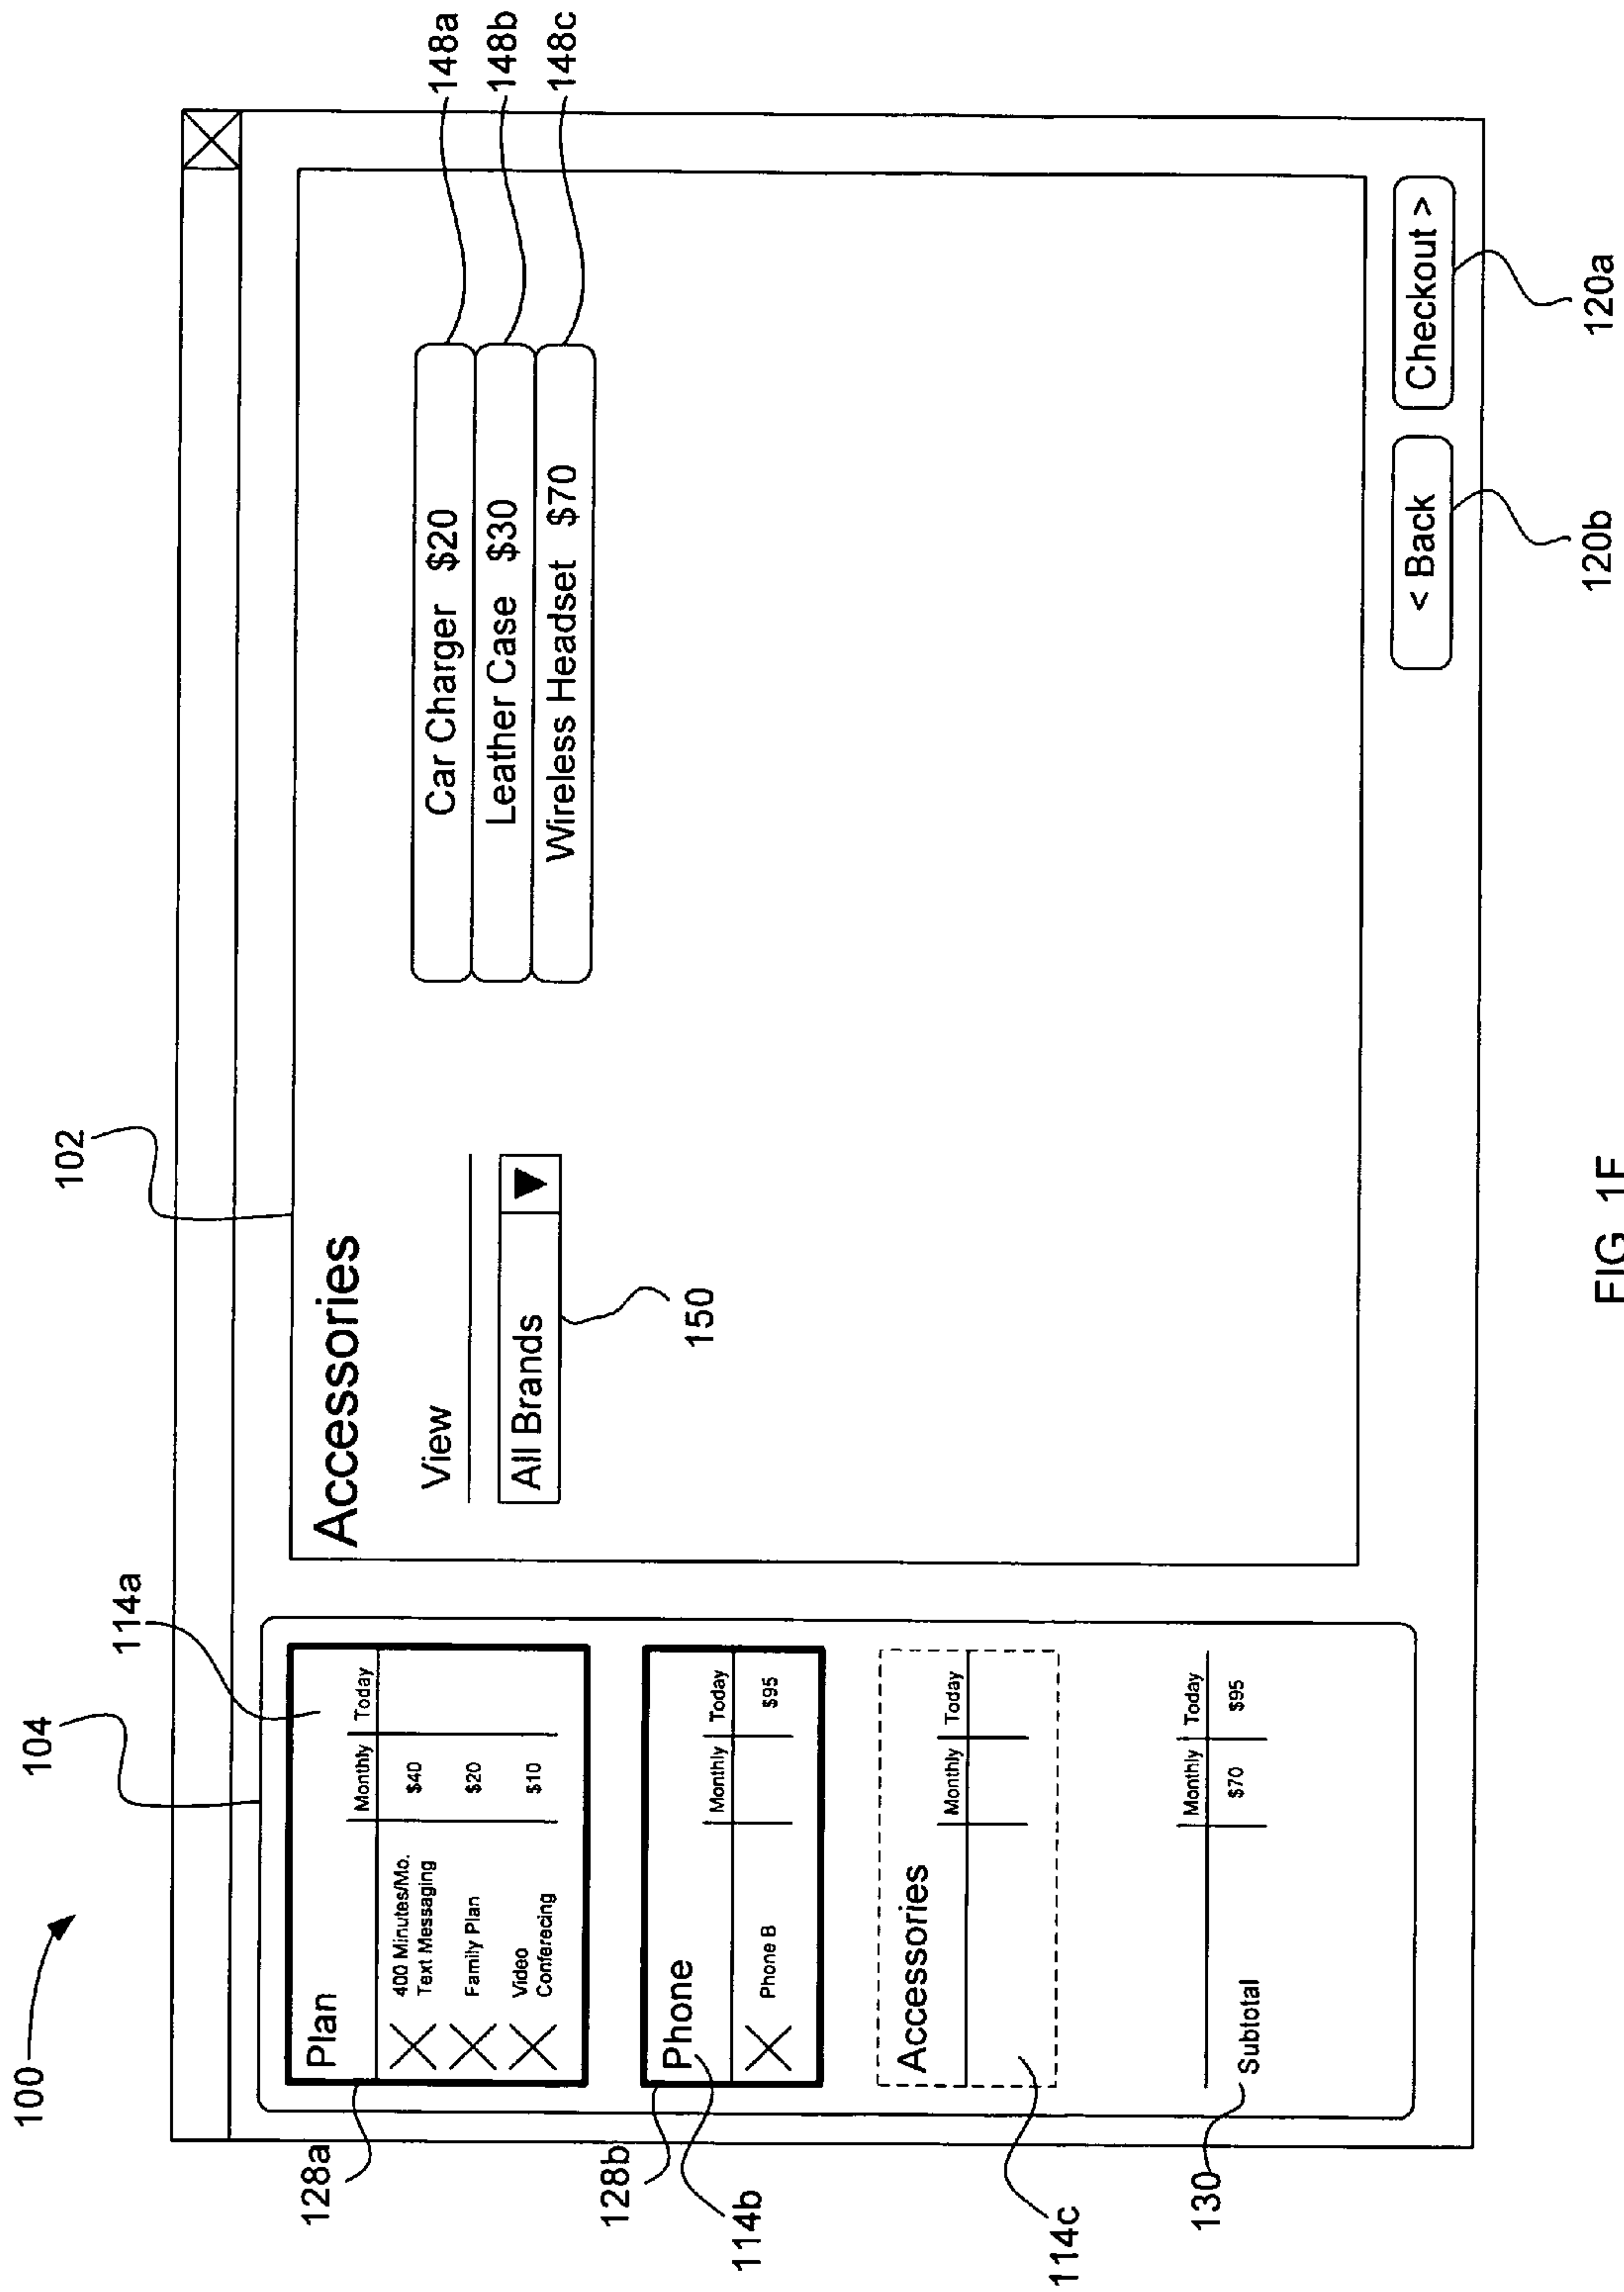 100
104
114a
102
Plan
Monthly Today
400 Minutes/Mo.
Text Messaging
$40
Family Plan
$20
Video
Conferecing
$10
128a
Phone
Monthly Today
Phone B
$95
128b
114b
Accessories
Monthly Today
114c
Monthly Today
Subtotal
$70
$95
130
Accessories
View
All Brands
150
Car Charger $20
Leather Case $30
Wireless Headset $70
148a
148b
148c
< Back
Checkout >
120b
120a